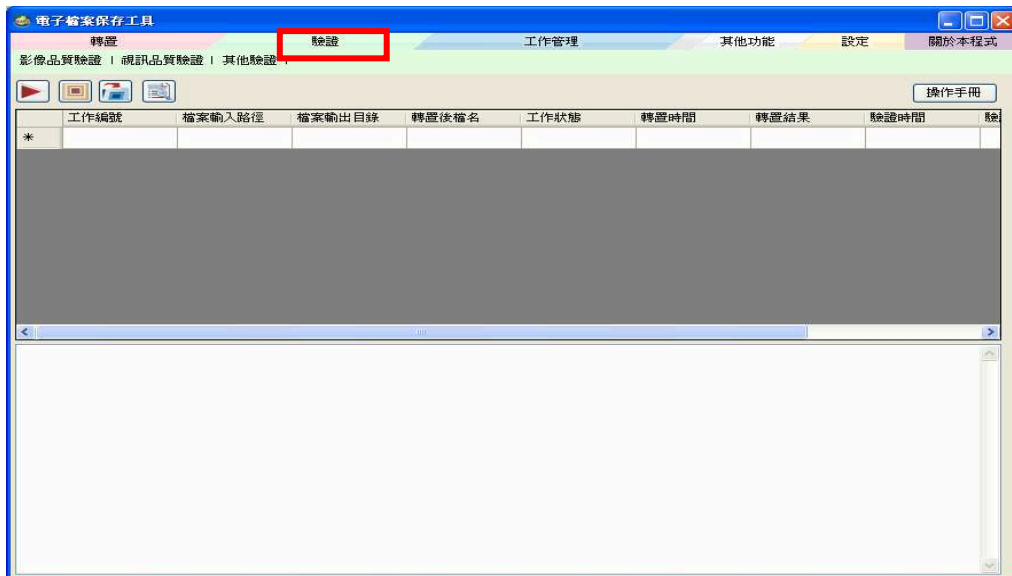 電子檔案保存工具
轉置 驗證 工作管理 其他功能 設定 關於本程式
影像品質驗證 | 視訊品質驗證 | 其他驗證 |
操作手冊
工作編號 檔案輸入路徑 檔案輸出目錄 轉置後檔名 工作狀態 轉置時間 轉置結果 驗證時間 驗
*